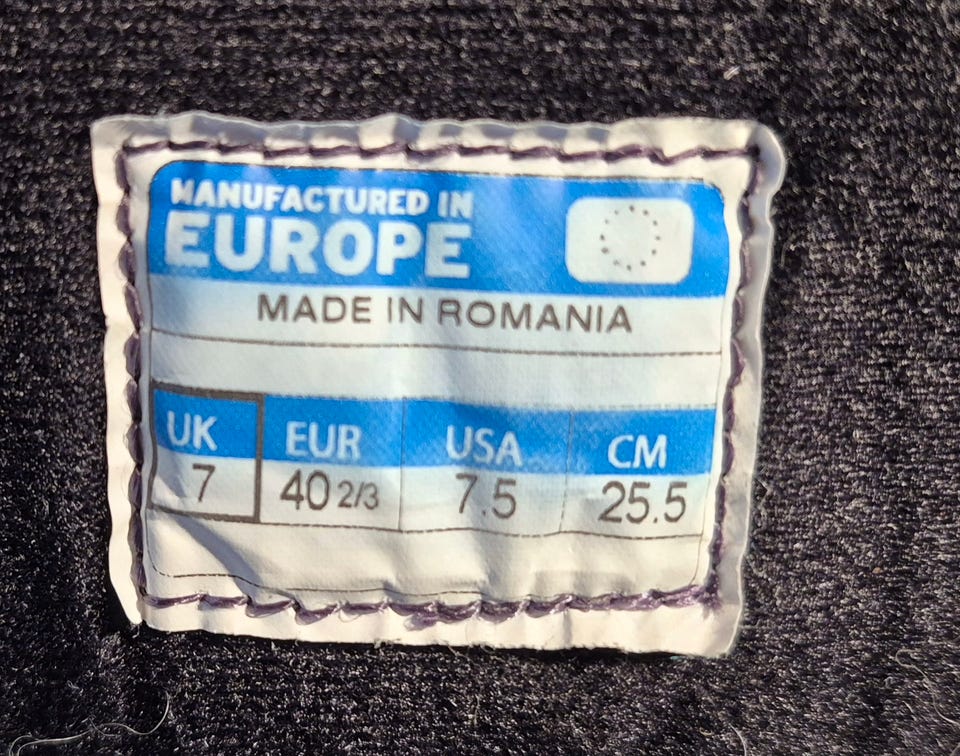 MANUFACTURED IN
EUROPE
MADE IN ROMANIA
UK EUR USA CM
7 40 2/3 7.5 25.5